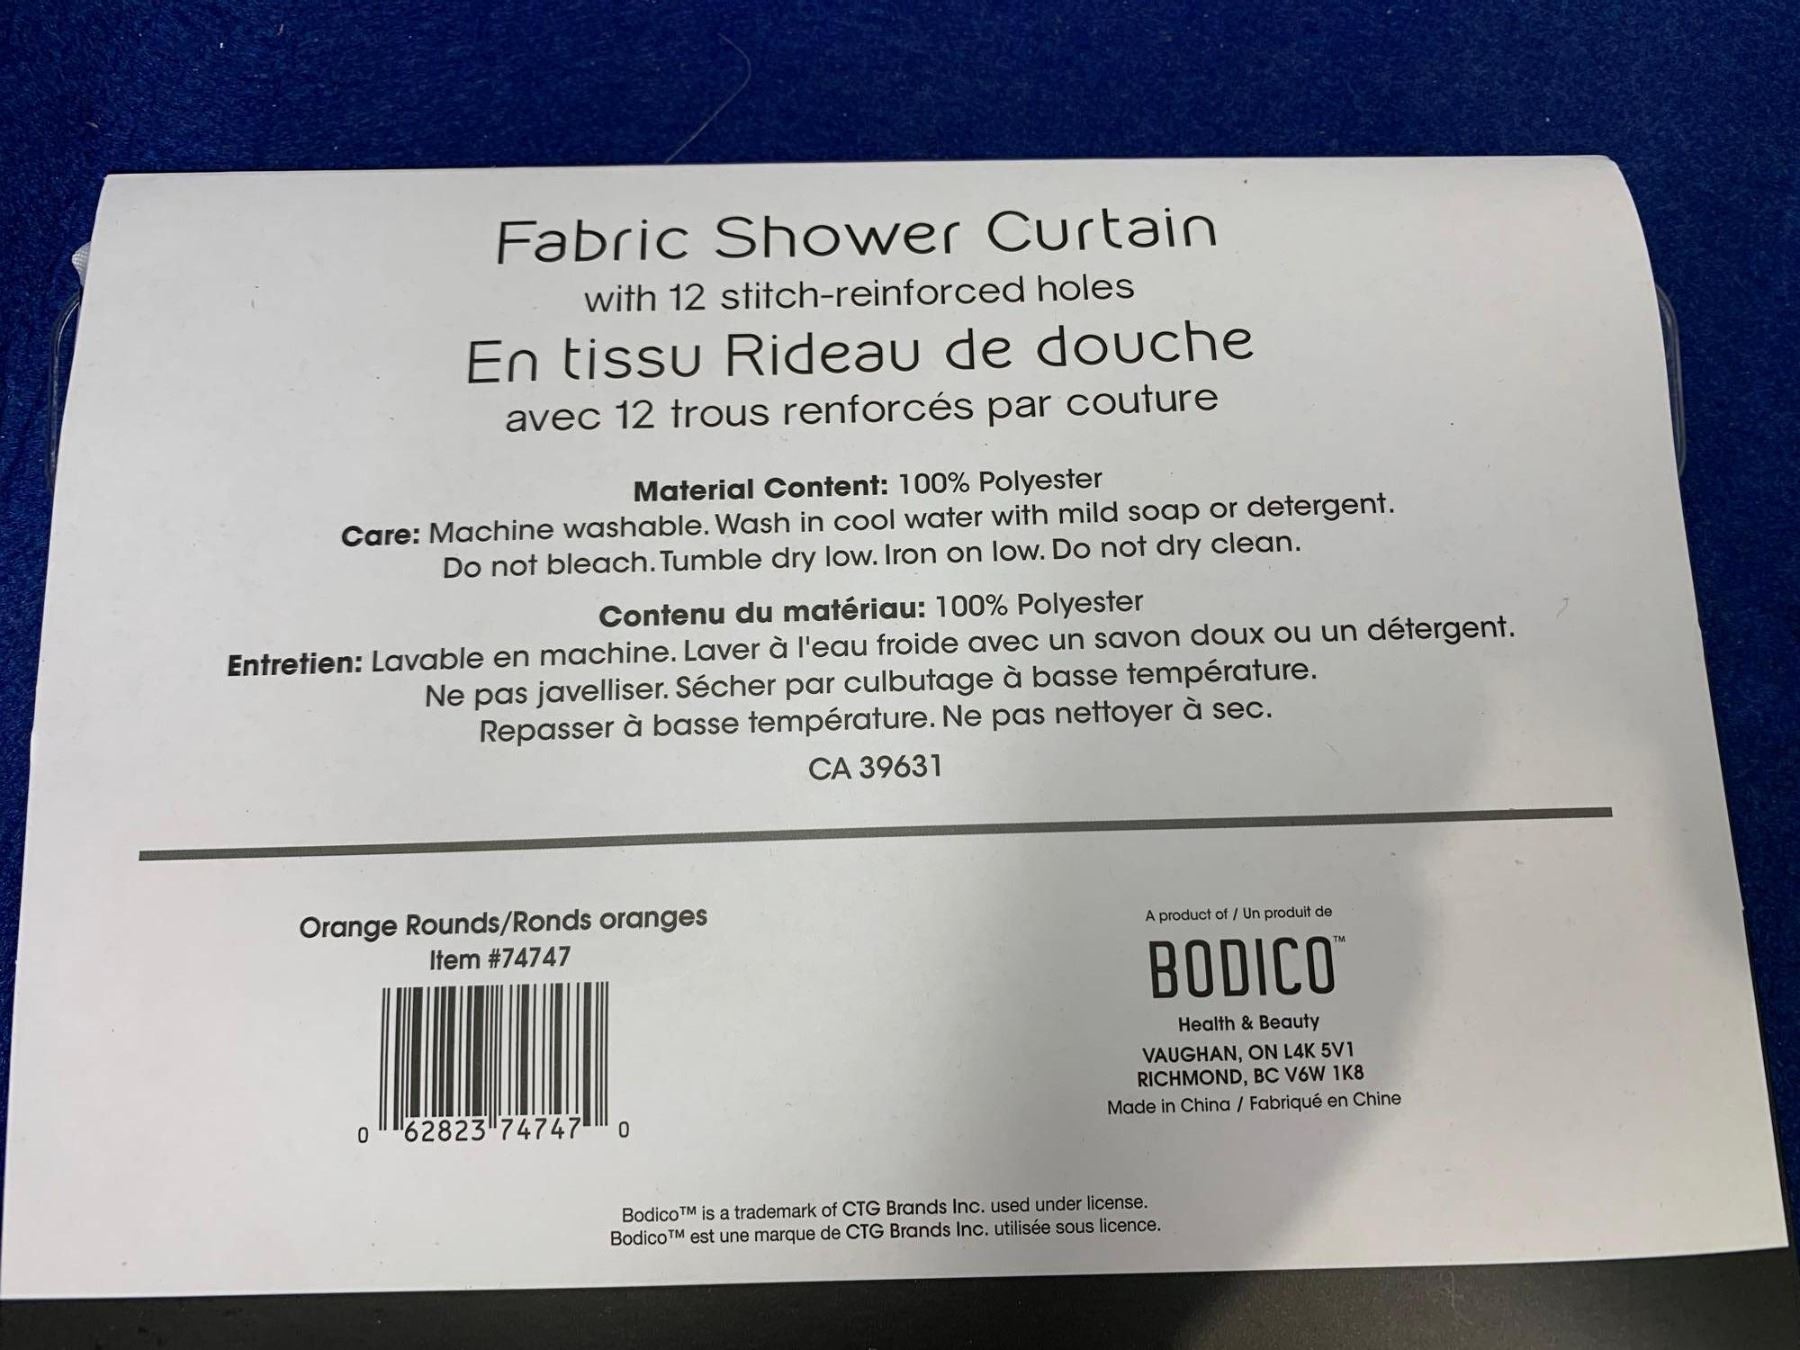 Fabric Shower Curtain
with 12 stitch-reinforced holes
En tissu Rideau de douche
avec 12 trous renforcés par couture
Material Content: 100% Polyester
Care: Machine washable. Wash in cool water with mild soap or detergent.
Do not bleach. Tumble dry low. Iron on low. Do not dry clean.
Contenu du matériau: 100% Polyester
Entretien: Lavable en machine. Laver à l'eau froide avec un savon doux ou un détergent.
Ne pas javelliser. Sécher par culbutage à basse température.
Repasser à basse température. Ne pas nettoyer à sec.
CA 39631
Orange Rounds/Ronds oranges
Item #74747
0 62823 74747 0
A product of / Un produit de
BODICO™
Health & Beauty
VAUGHAN, ON L4K 5V1
RICHMOND, BC V6W 1K8
Made in China / Fabriqué en Chine
Bodico™ is a trademark of CTG Brands Inc. used under license.
Bodico™ est une marque de CTG Brands Inc. utilisée sous licence.